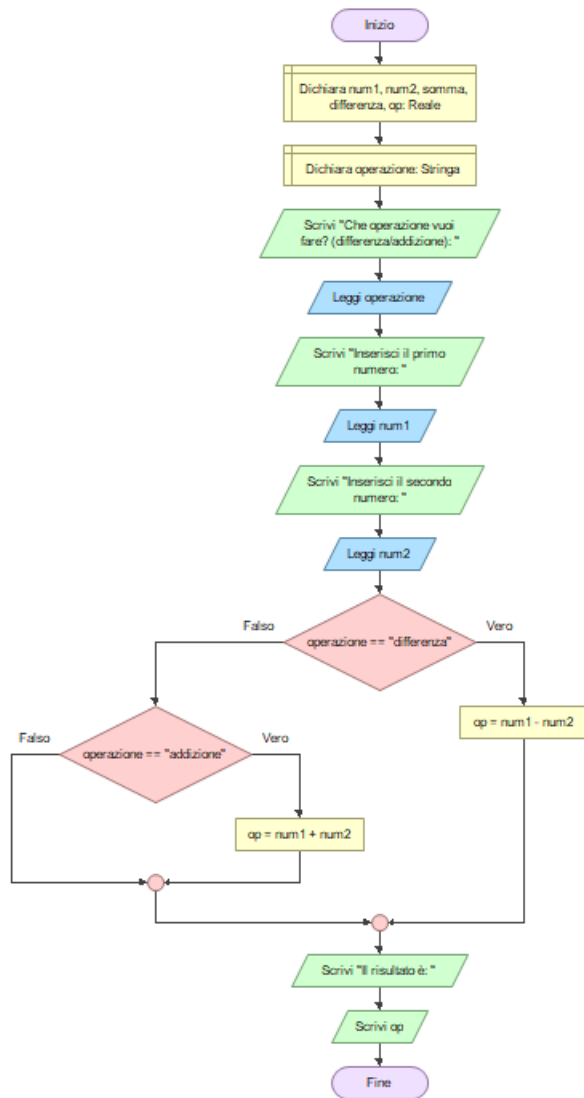 Inizio
Dichiara num1, num2, somma,
differenza, op: Reale
Dichiara operazione: Stringa
Scrivi "Che operazione vuoi
fare? (differenza/addizione): "
Leggi operazione
Scrivi "Inserisci il primo
numero: "
Leggi num1
Scrivi "Inserisci il secondo
numero: "
Leggi num2
Falso
Vero
operazione == "differenza"
op = num1 - num2
Falso
Vero
operazione == "addizione"
op = num1 + num2
Scrivi "Il risultato è: "
Scrivi op
Fine